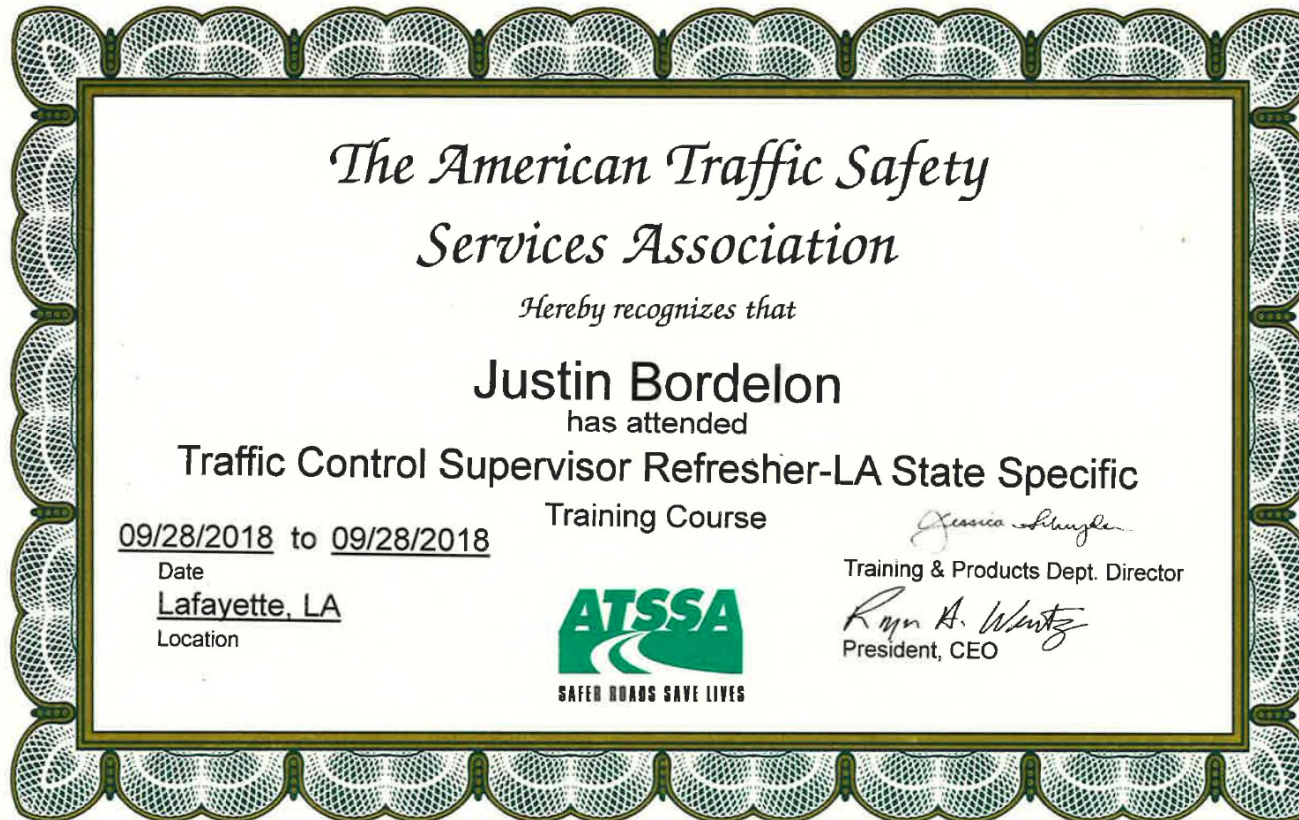 The American Traffic Safety
Services Association
Hereby recognizes that
Justin Bordelon
has attended
Traffic Control Supervisor Refresher-LA State Specific
Training Course
09/28/2018 to 09/28/2018
Date
Lafayette, LA
Location
ATSSA
SAFER ROADS SAVE LIVES
Jessica
Training & Products Dept. Director
A. Wentz
President, CEO